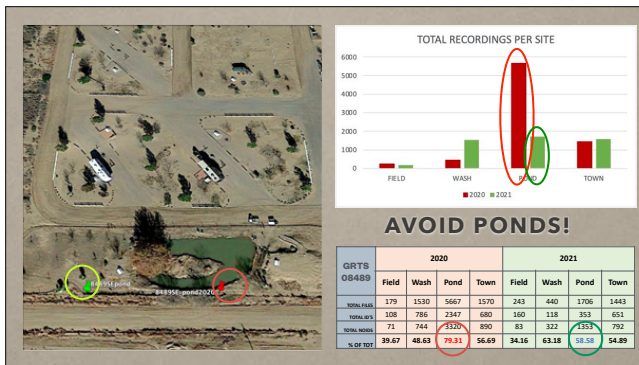 TOTAL RECORDINGS PER SITE
6000
5000
4000
3000
2000
1000
0
FIELD WASH POND TOWN
2020 2021
8489SEpond
8489SE-pond2020
AVOID PONDS!
GRTS 2020 2021
08489
Field Wash Pond Town Field Wash Pond Town
TOTAL FILES 179 1530 5667 1570 243 440 1706 1443
TOTAL ID'S 108 786 2347 680 160 118 353 651
TOTAL NOIDS 71 744 3320 890 83 322 1353 792
% OF TOT 39.67 48.63 79.31 56.69 34.16 63.18 58.58 54.89